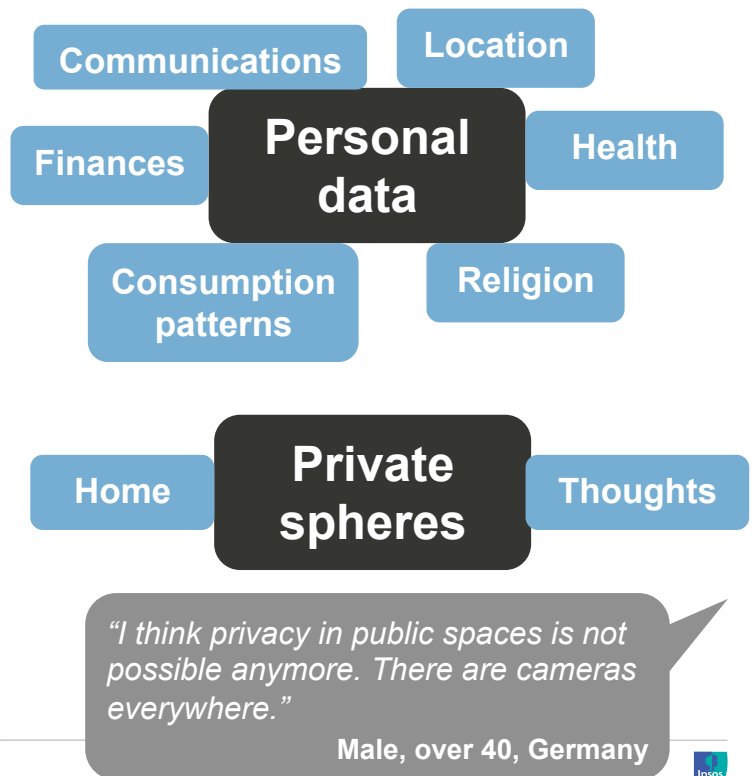 Communications
Location
Personal
data
Finances
Health
Consumption
patterns
Religion
Private
spheres
Home
Thoughts
“I think privacy in public spaces is not
possible anymore. There are cameras
everywhere.”
Male, over 40, Germany
Ipsos